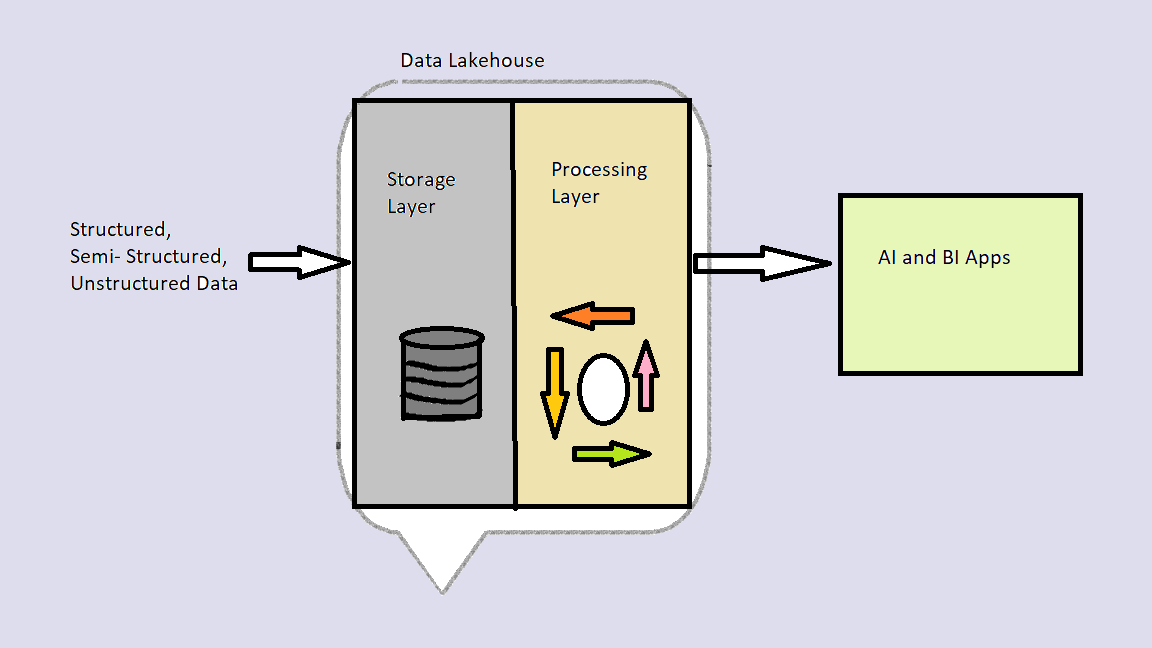 Data Lakehouse
Structured,
Semi- Structured,
Unstructured Data
Storage
Layer
Processing
Layer
AI and BI Apps